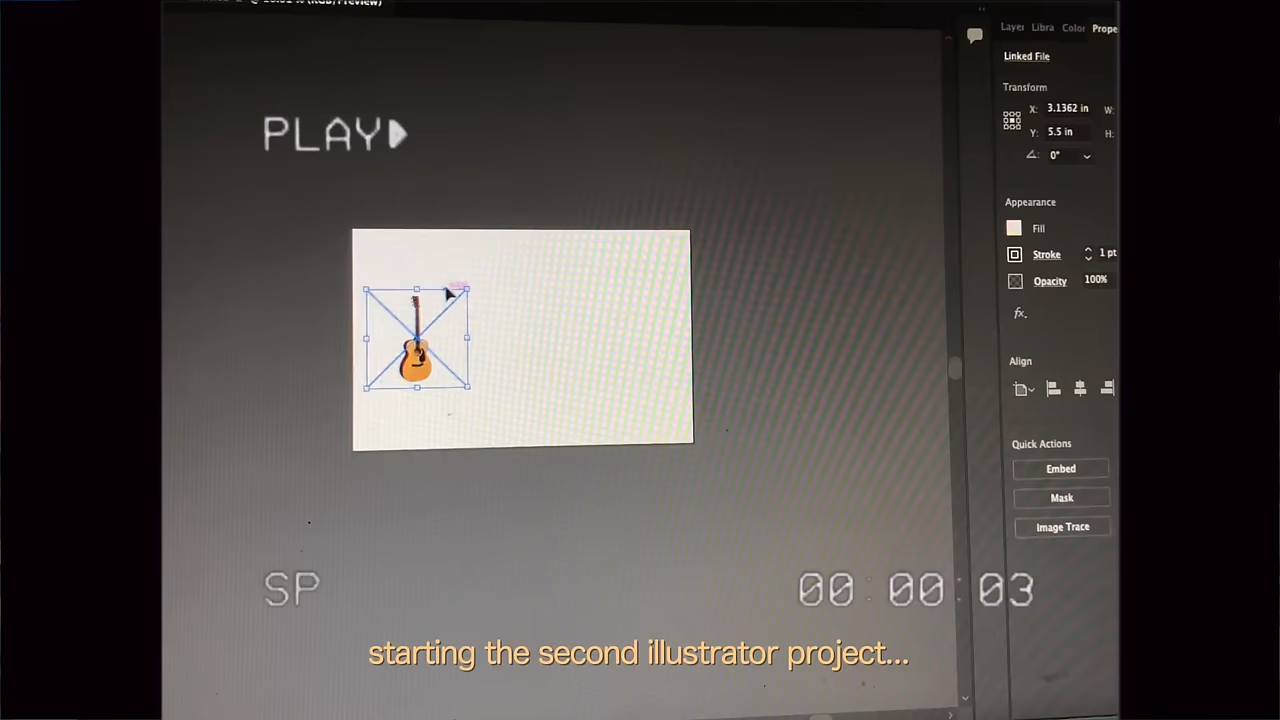 (RGB/Preview)
Layer Libra Color Prope
Linked File
Transform
X: 3.1362 in W:
Y: 5.5 in H:
0°
PLAY
Appearance
Fill
Stroke 1 pt
Opacity 100%
fx.
Align
Quick Actions
Embed
Mask
Image Trace
SP 00:00:03
starting the second illustrator project...